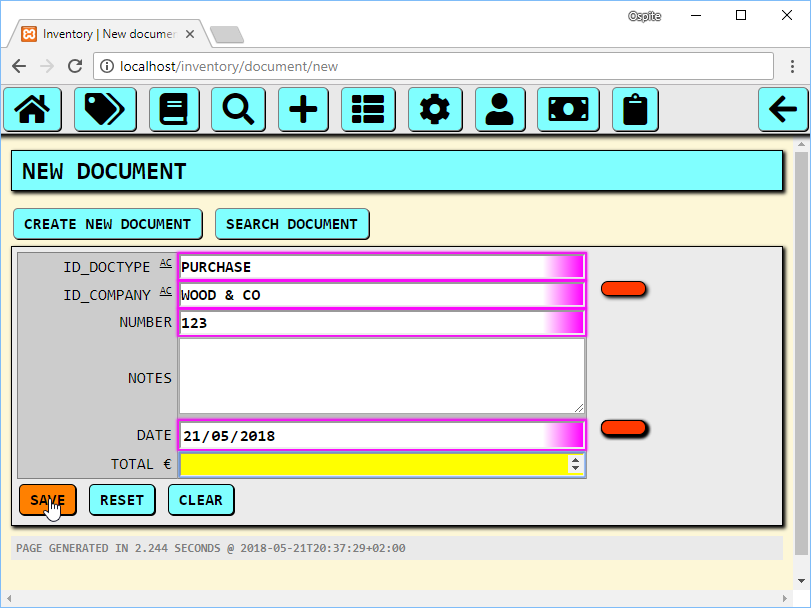 Ospite
Inventory | New documen
localhost/inventory/document/new
NEW DOCUMENT
CREATE NEW DOCUMENT SEARCH DOCUMENT
ID_DOCTYPE AC PURCHASE
ID_COMPANY AC WOOD & CO
NUMBER 123
NOTES
DATE 21/05/2018
TOTAL €
SAVE RESET CLEAR
PAGE GENERATED IN 2.244 SECONDS @ 2018-05-21T20:37:29+02:00